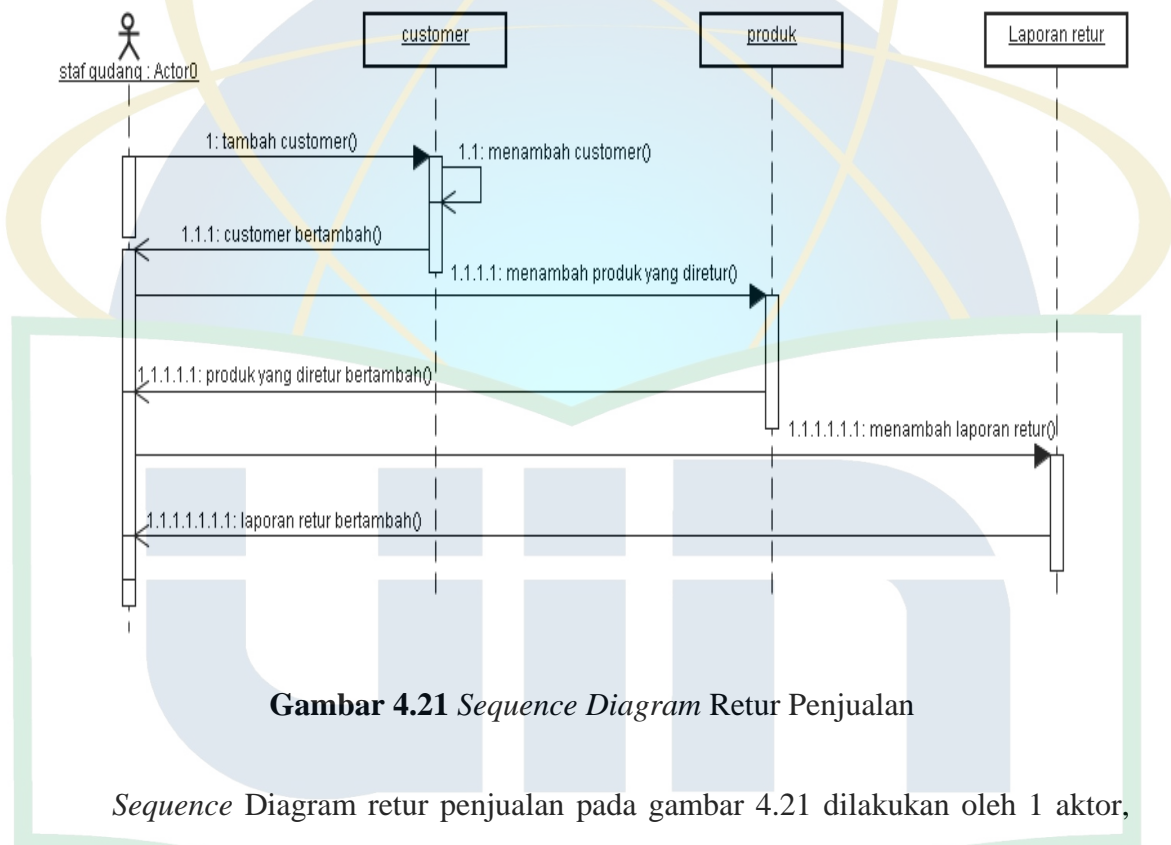 customer
produk
Laporan retur
staf gudang : Actor0
1: tambah customer()
1.1: menambah customer()
1.1.1: customer bertambah()
1.1.1.1: menambah produk yang diretur()
1.1.1.1.1: produk yang diretur bertambah()
1.1.1.1.1.1: menambah laporan retur()
1.1.1.1.1.1.1: laporan retur bertambah()
Gambar 4.21 Sequence Diagram Retur Penjualan
Sequence Diagram retur penjualan pada gambar 4.21 dilakukan oleh 1 aktor,
uin